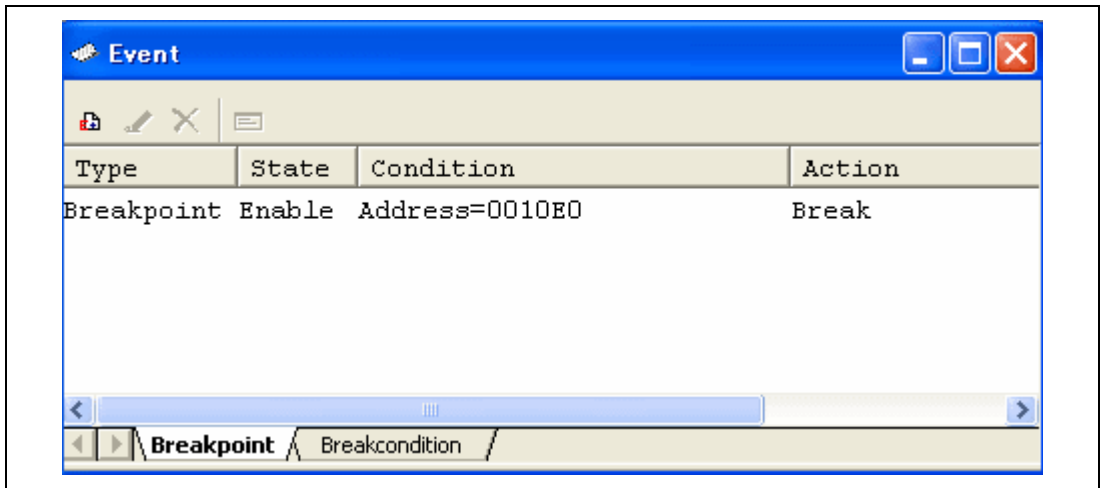 Event
Type State Condition Action
Breakpoint Enable Address=0010E0 Break
Breakpoint Breakcondition